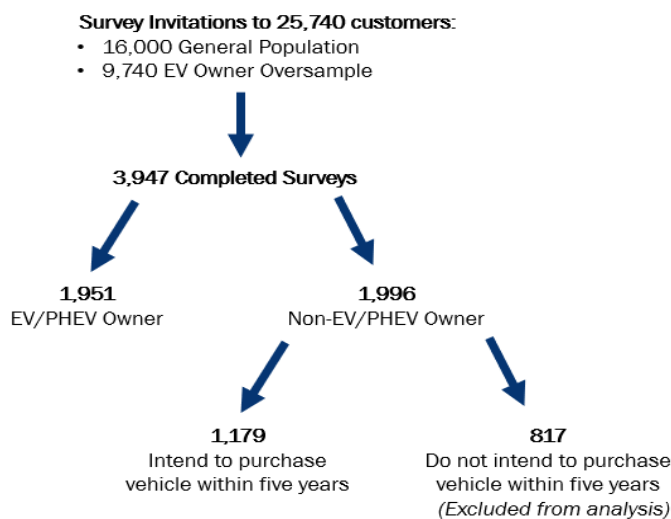 Survey Invitations to 25,740 customers:
• 16,000 General Population
• 9,740 EV Owner Oversample
3,947 Completed Surveys
1,951
EV/PHEV Owner
1,996
Non-EV/PHEV Owner
1,179
Intend to purchase
vehicle within five years
817
Do not intend to purchase
vehicle within five years
(Excluded from analysis)